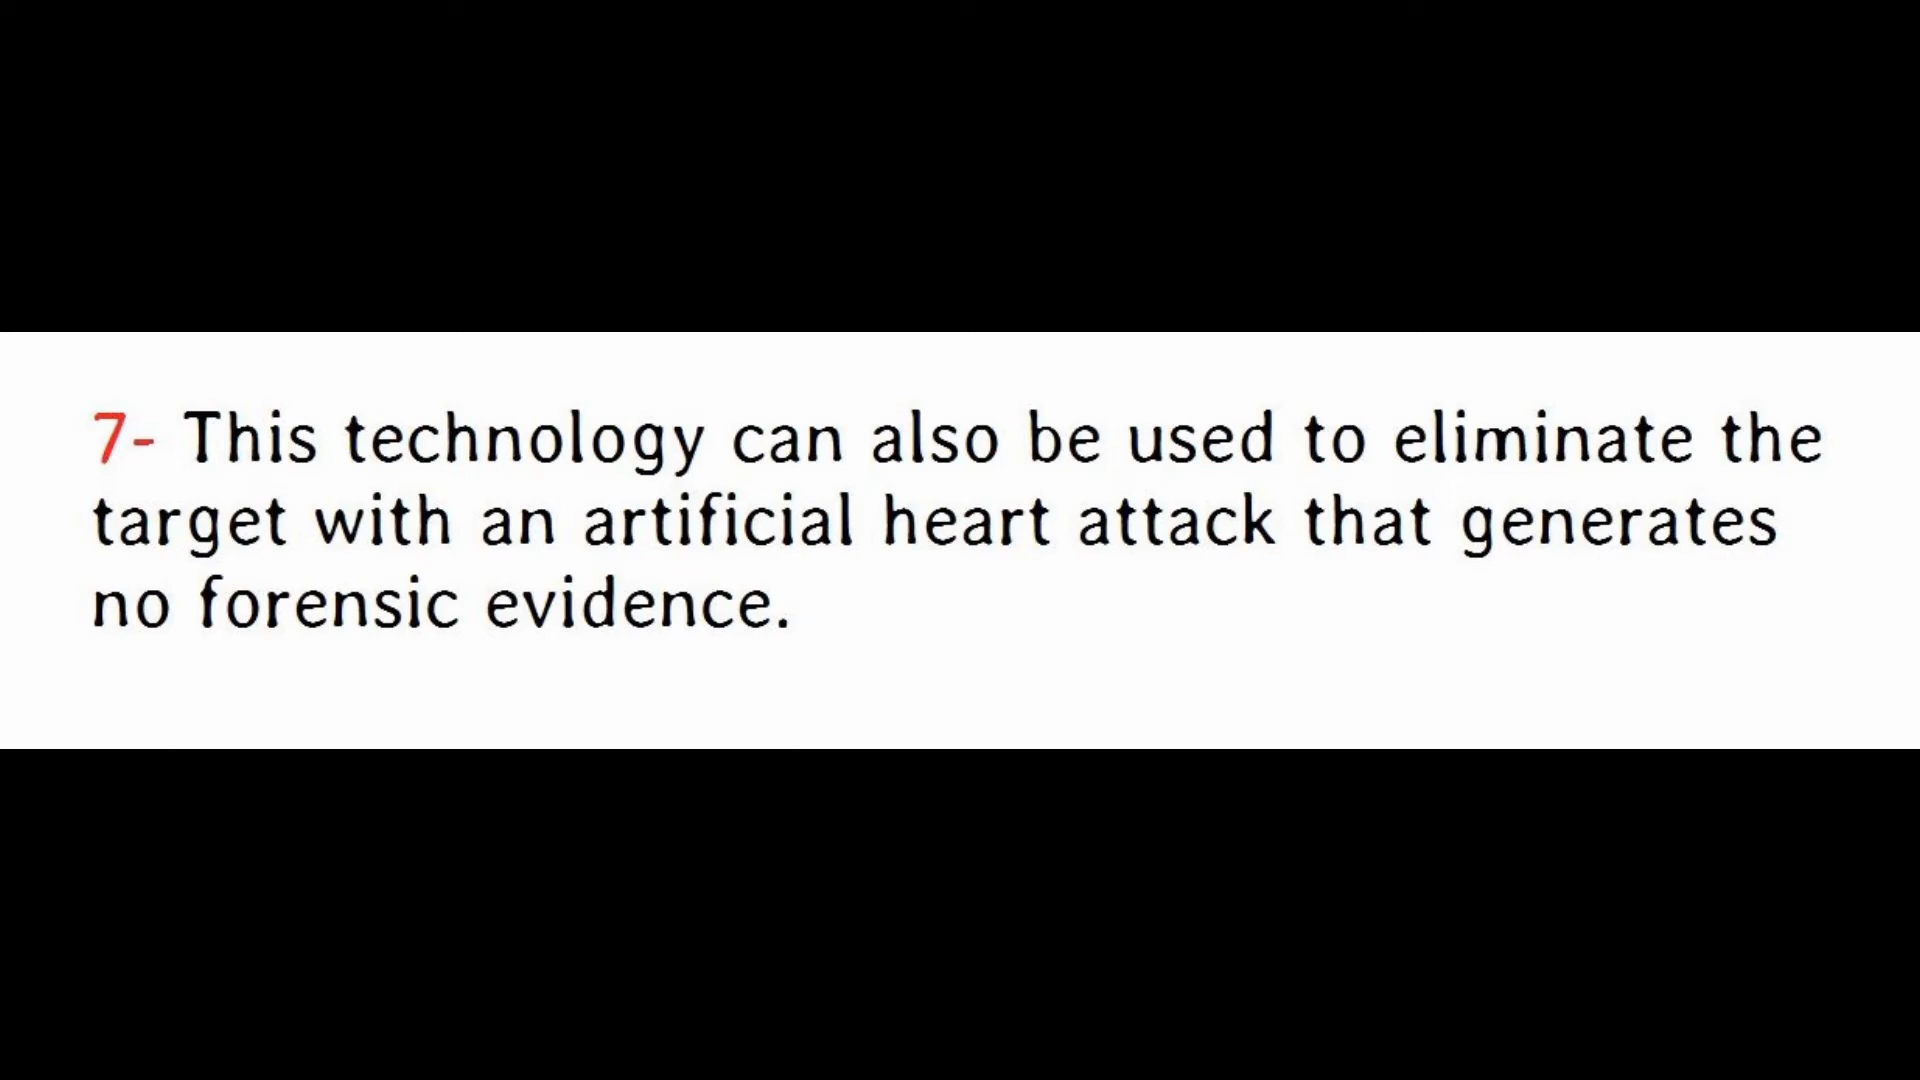 7- This technology can also be used to eliminate the
target with an artificial heart attack that generates
no forensic evidence.